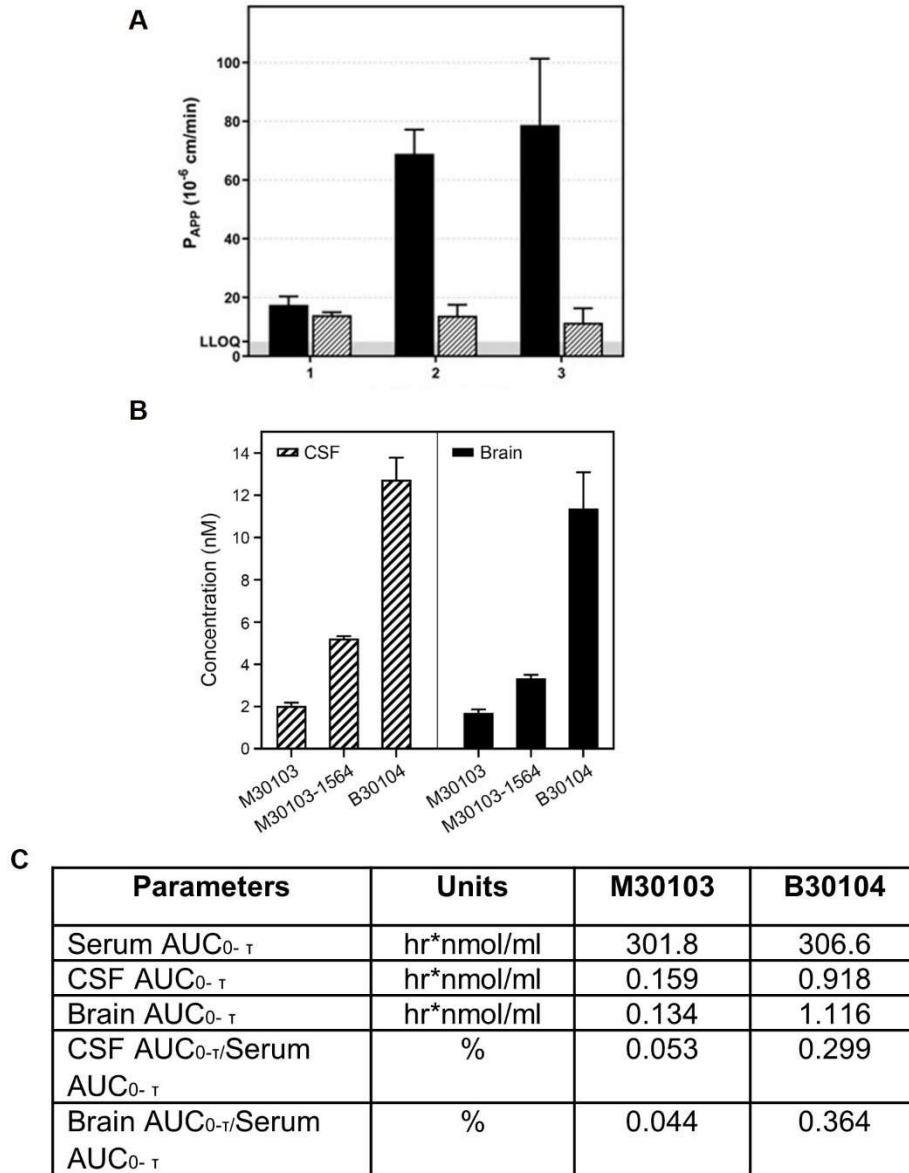 A
P_APP (10^-6 cm/min)
100
80
60
40
20
LLOQ
0
1 2 3
B
Concentration (nM)
14
12
10
8
6
4
2
0
CSF Brain
M30103 M30103-1564 B30104 M30103 M30103-1564 B30104
C
Parameters Units M30103 B30104
Serum AUC0- τ hr*nmol/ml 301.8 306.6
CSF AUC0- τ hr*nmol/ml 0.159 0.918
Brain AUC0- τ hr*nmol/ml 0.134 1.116
CSF AUC0-τ/Serum % 0.053 0.299
AUC0- τ
Brain AUC0-τ/Serum % 0.044 0.364
AUC0- τ